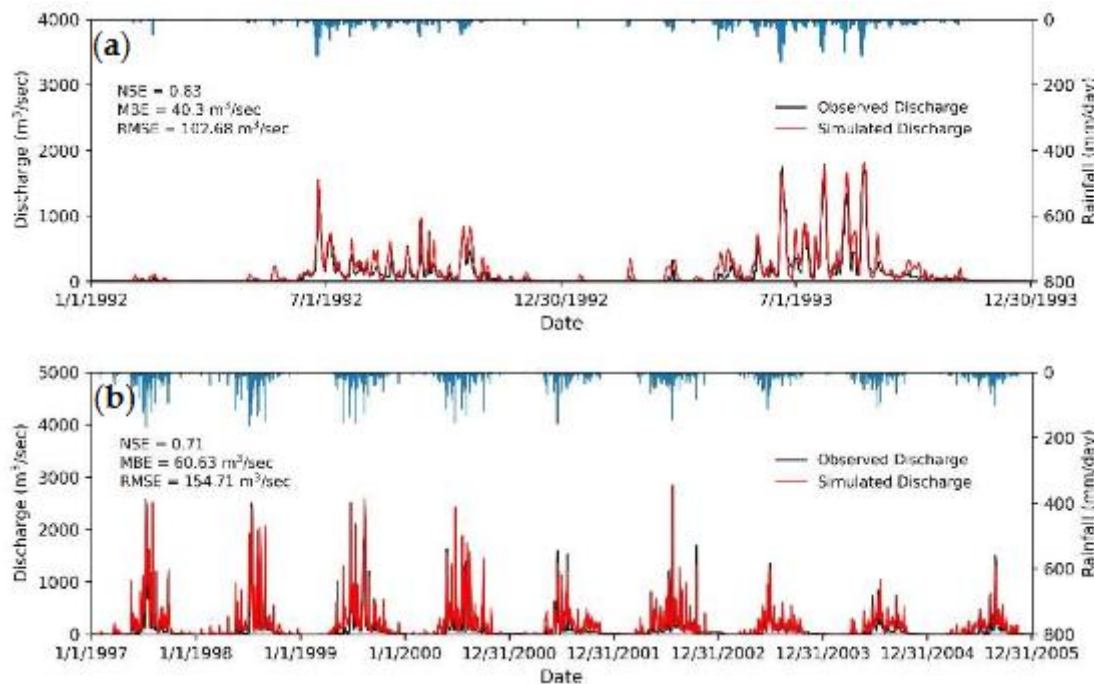 (a)
4000
3000
2000
1000
0
Discharge (m³/sec)
NSE = 0.83
MBE = 40.3 m³/sec
RMSE = 102.68 m³/sec
Observed Discharge
Simulated Discharge
0
200
400
600
800
Rainfall (mm/day)
1/1/1992
7/1/1992
12/30/1992
7/1/1993
12/30/1993
Date
(b)
5000
4000
3000
2000
1000
0
Discharge (m³/sec)
NSE = 0.71
MBE = 60.63 m³/sec
RMSE = 154.71 m³/sec
Observed Discharge
Simulated Discharge
0
200
400
600
800
Rainfall (mm/day)
1/1/1997
1/1/1998
1/1/1999
1/1/2000
12/31/2000
12/31/2001
12/31/2002
12/31/2003
12/31/2004
12/31/2005
Date